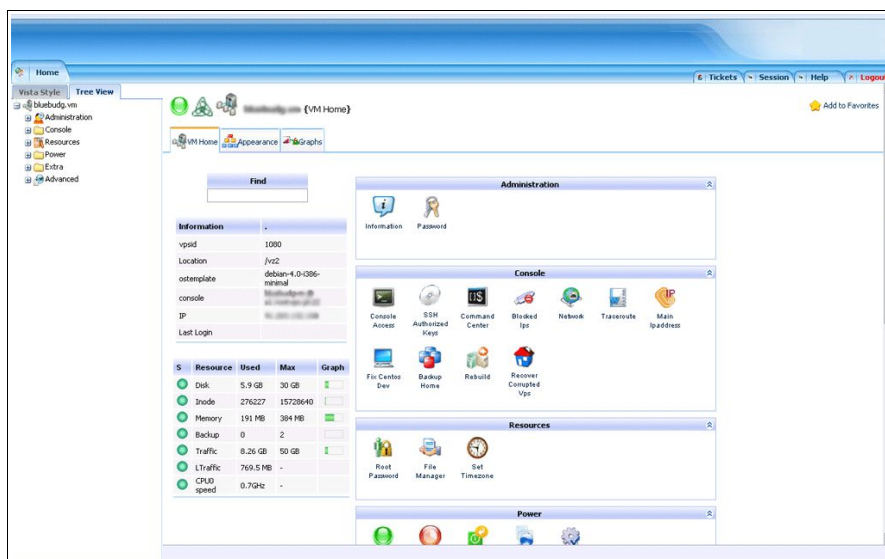 Home
Tickets Session Help Logout
Vista Style Tree View
bluebudg.vm
Administration
Console
Resources
Power
Extra
Advanced
{VM Home}
Add to Favorites
VM Home Appearance Graphs
Find
Information .
vpsid 1080
Location /vz2
ostemplate debian-4.0-i386-
minimal
console
IP
Last Login
S Resource Used Max Graph
Disk 5.9 GB 30 GB
Inode 276227 15728640
Memory 191 MB 384 MB
Backup 0 2
Traffic 8.26 GB 50 GB
LTraffic 769.5 MB -
CPU0
speed 0.7GHz -
Administration
Information Password
Console
Console
Access
SSH
Authorized
Keys
Command
Center
Blocked
Ips
Network
Traceroute
Main
Ipaddress
Fix Centos
Dev
Backup
Home
Rebuild
Recover
Corrupted
Vps
Resources
Root
Password
File
Manager
Set
Timezone
Power